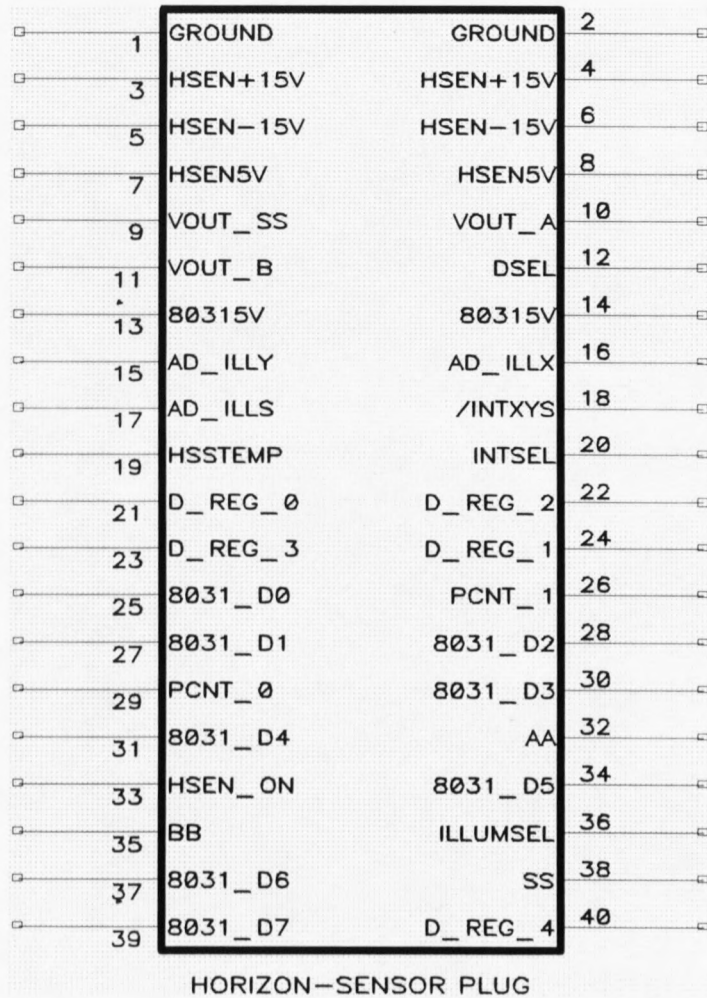 1 GROUND GROUND 2
3 HSEN+15V HSEN+15V 4
5 HSEN-15V HSEN-15V 6
7 HSEN5V HSEN5V 8
9 VOUT_SS VOUT_A 10
11 VOUT_B DSEL 12
13 80315V 80315V 14
15 AD_ILLY AD_ILLX 16
17 AD_ILLS /INTXYS 18
19 HSSTEMP INTSEL 20
21 D_REG_0 D_REG_2 22
23 D_REG_3 D_REG_1 24
25 8031_D0 PCNT_1 26
27 8031_D1 8031_D2 28
29 PCNT_0 8031_D3 30
31 8031_D4 AA 32
33 HSEN_ON 8031_D5 34
35 BB ILLUMSEL 36
37 8031_D6 SS 38
39 8031_D7 D_REG_4 40
HORIZON-SENSOR PLUG